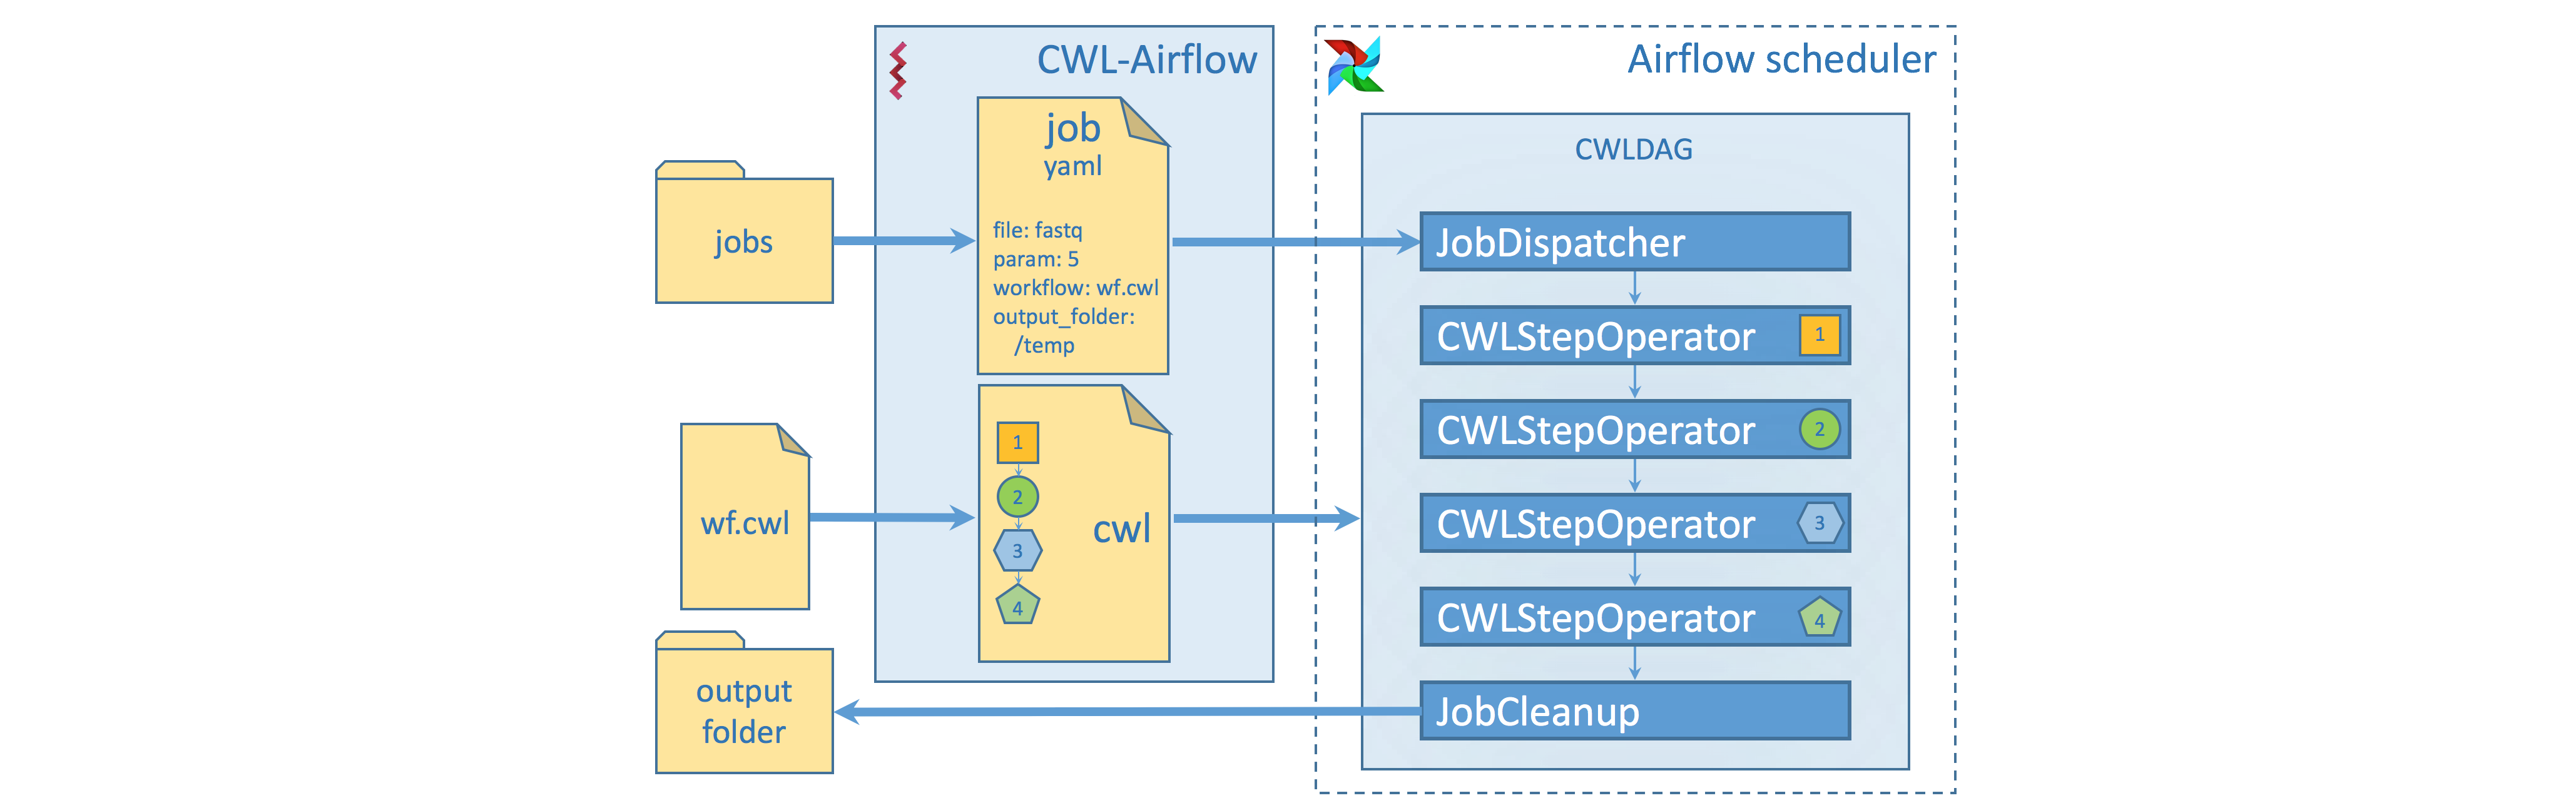 CWL-Airflow
Airflow scheduler
jobs
job
yaml
file: fastq
param: 5
workflow: wf.cwl
output_folder:
/temp
wf.cwl
1
2
3
4
cwl
output
folder
CWLDAG
JobDispatcher
CWLStepOperator 1
CWLStepOperator 2
CWLStepOperator 3
CWLStepOperator 4
JobCleanup